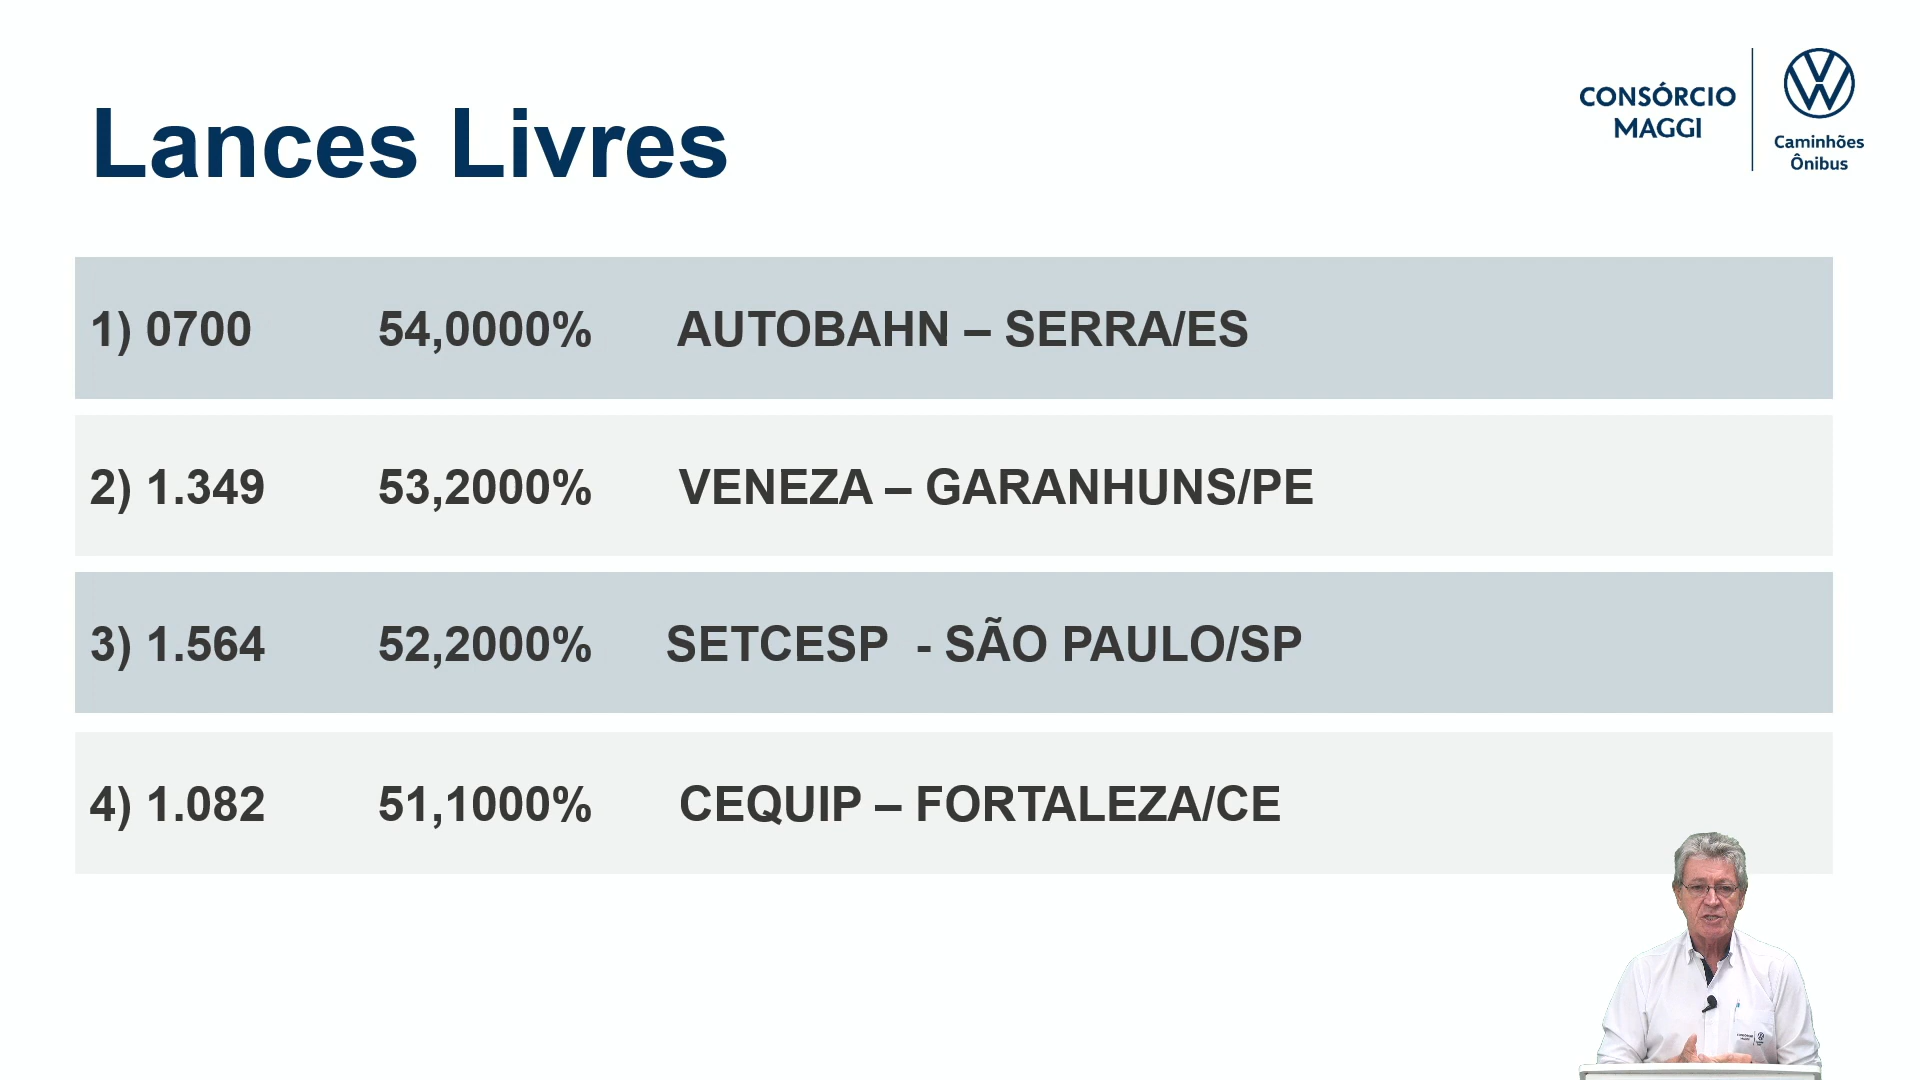 Lances Livres
CONSÓRCIO
MAGGI
Caminhões
Ônibus
1) 0700 54,0000% AUTOBAHN – SERRA/ES
2) 1.349 53,2000% VENEZA – GARANHUNS/PE
3) 1.564 52,2000% SETCESP - SÃO PAULO/SP
4) 1.082 51,1000% CEQUIP – FORTALEZA/CE